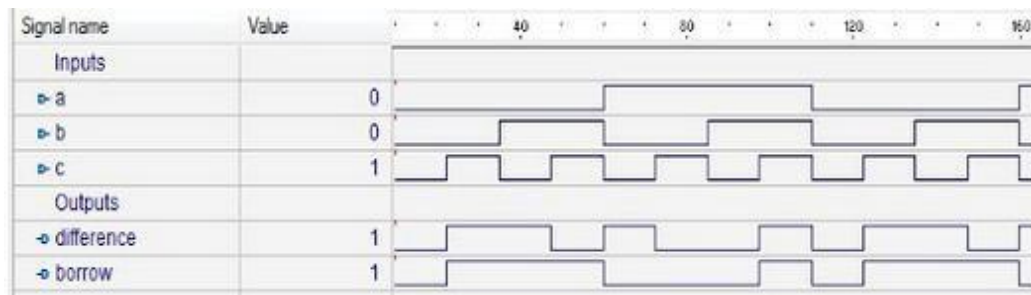 Signal name Value 40 80 120 160
Inputs
a 0
b 0
c 1
Outputs
difference 1
borrow 1